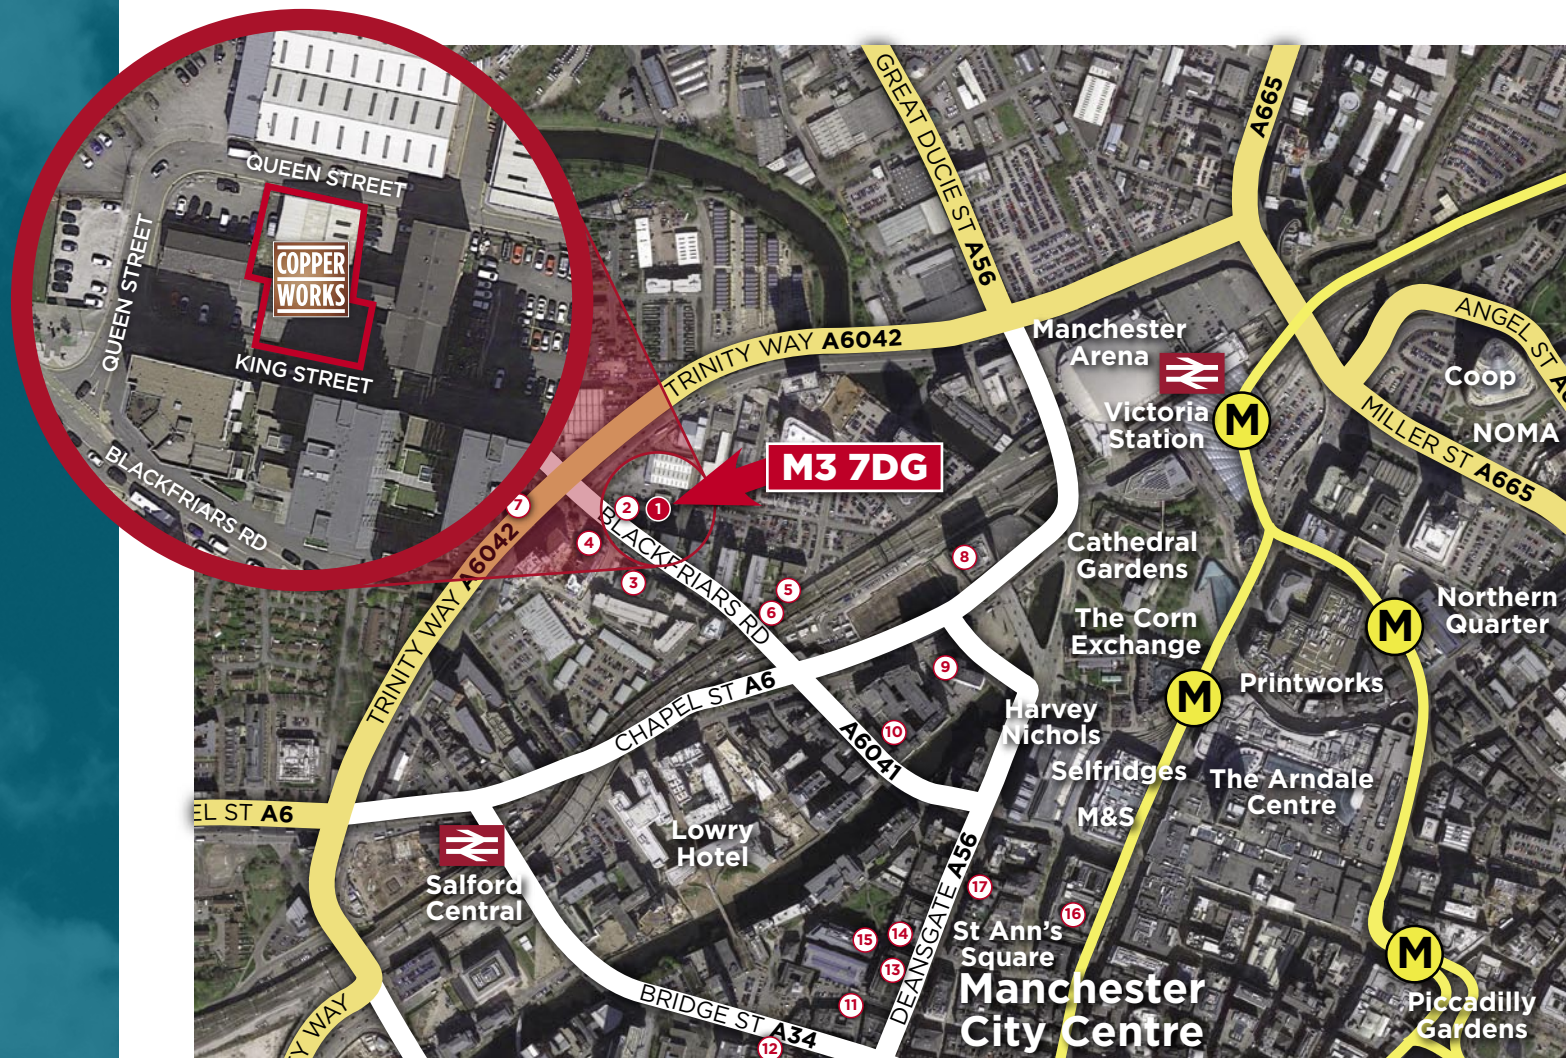 QUEEN STREET
QUEEN STREET
COPPER
WORKS
KING STREET
BLACKFRIARS RD
GREAT DUCIE ST A56
A665
TRINITY WAY A6042
Manchester
Arena
Victoria
Station
M
ANGEL ST A6
Coop
NOMA
MILLER ST A665
M3 7DG
7
2
1
4
3
BLACKFRIARS RD
5
6
8
TRINITY WAY A6042
Cathedral
Gardens
The Corn
Exchange
Northern
Quarter
M
M
Printworks
9
CHAPEL ST A6
Harvey
Nichols
10
A6041
Selfridges
The Arndale
Centre
M&S
EL ST A6
Lowry
Hotel
Salford
Central
DEANSGATE A56
17
16
15
14
13
11
12
St Ann's
Square
Manchester
City Centre
M
Piccadilly
Gardens
BRIDGE ST A34
Y WAY